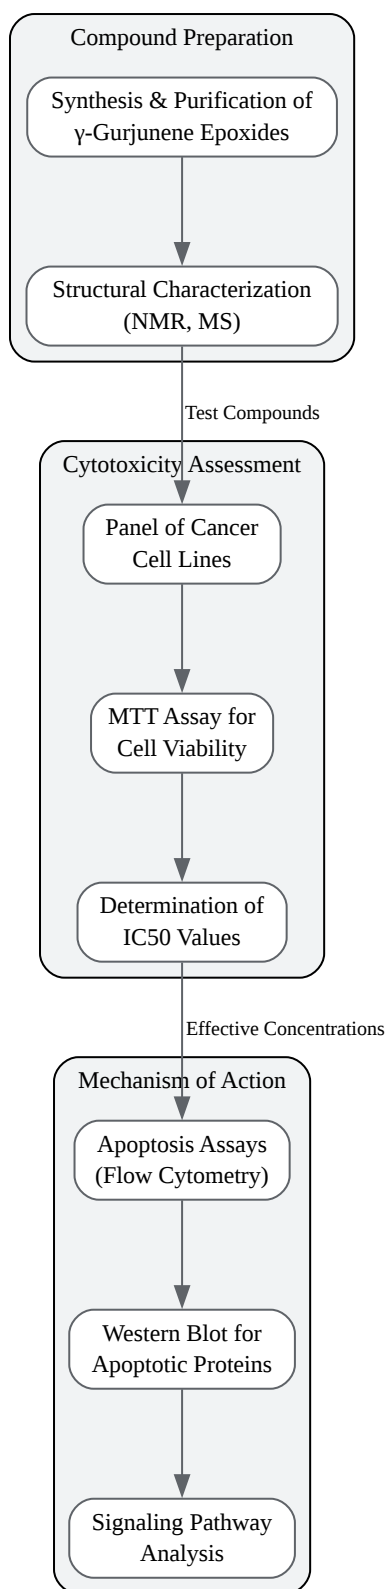 Compound Preparation
Synthesis & Purification of
γ-Gurjunene Epoxides
Structural Characterization
(NMR, MS)
Test Compounds
Cytotoxicity Assessment
Panel of Cancer
Cell Lines
MTT Assay for
Cell Viability
Determination of
IC50 Values
Effective Concentrations
Mechanism of Action
Apoptosis Assays
(Flow Cytometry)
Western Blot for
Apoptotic Proteins
Signaling Pathway
Analysis